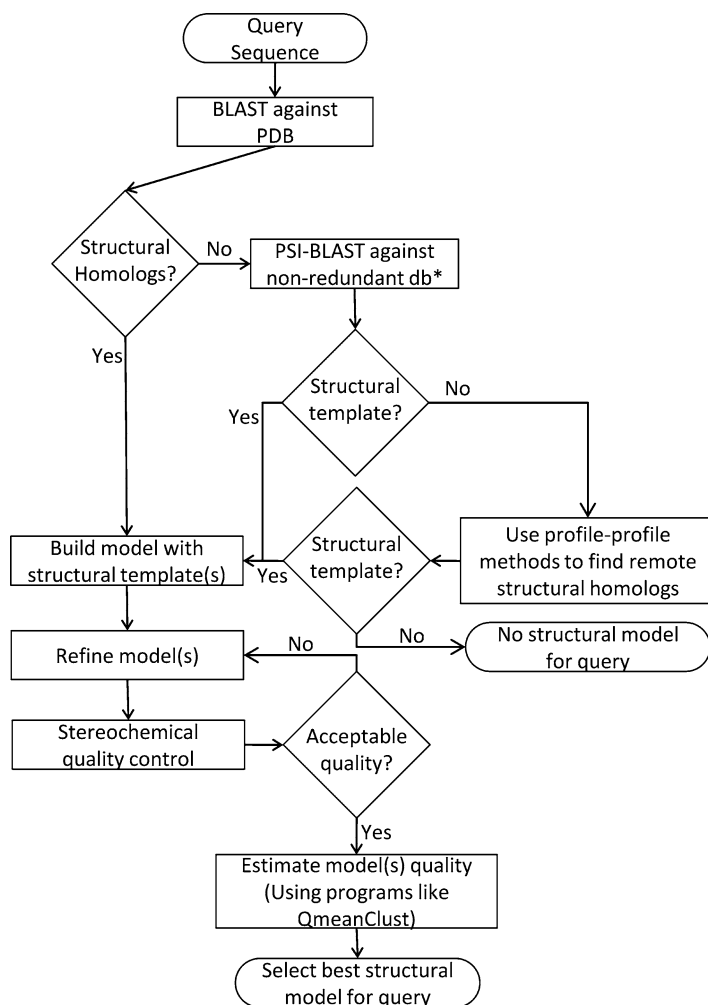 Query
Sequence
BLAST against
PDB
Structural
Homologs?
No
PSI-BLAST against
non-redundant db*
Yes
Structural
template?
No
Yes
Build model with
structural template(s)
Yes
Structural
template?
Use profile-profile
methods to find remote
structural homologs
No
No structural model
for query
Refine model(s)
No
Stereochemical
quality control
Acceptable
quality?
Yes
Estimate model(s) quality
(Using programs like
QmeanClust)
Select best structural
model for query